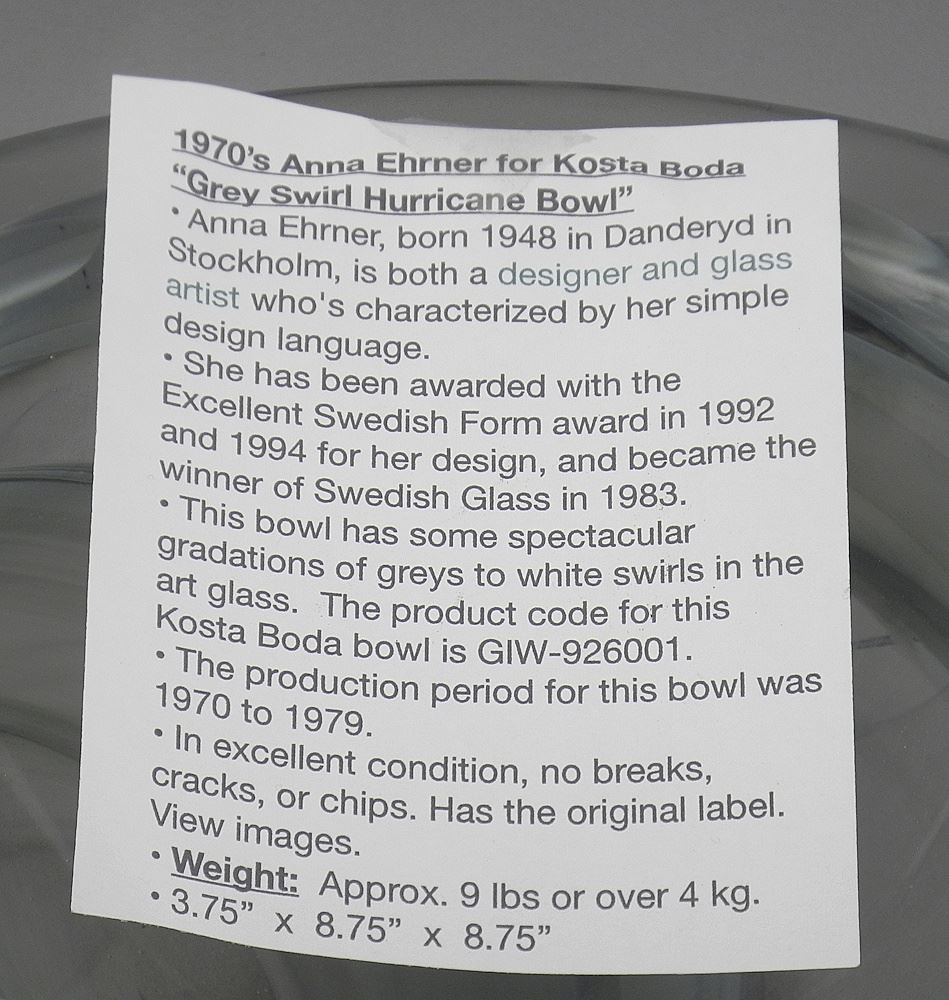 1970's Anna Ehrner for Kosta Boda
“Grey Swirl Hurricane Bowl”
• Anna Ehrner, born 1948 in Danderyd in
Stockholm, is both a designer and glass
artist who's characterized by her simple
design language.
• She has been awarded with the
Excellent Swedish Form award in 1992
and 1994 for her design, and became the
winner of Swedish Glass in 1983.
• This bowl has some spectacular
gradations of greys to white swirls in the
art glass. The product code for this
Kosta Boda bowl is GIW-926001.
• The production period for this bowl was
1970 to 1979.
• In excellent condition, no breaks,
cracks, or chips. Has the original label.
View images.
• Weight: Approx. 9 lbs or over 4 kg.
• 3.75” x 8.75” x 8.75”